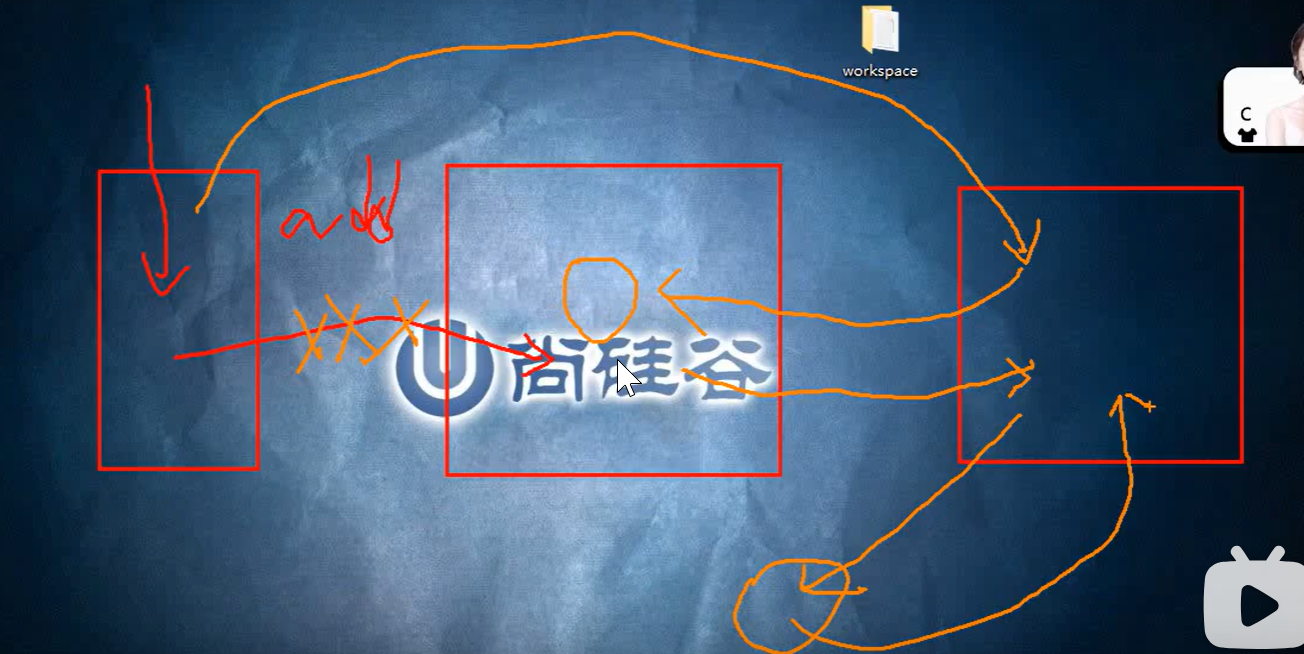 workspace
C
add
尚硅谷